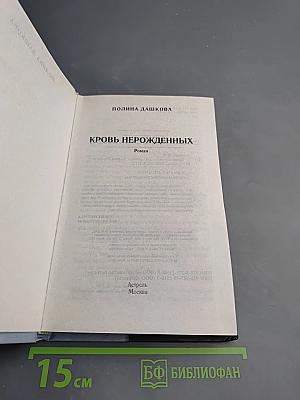 ПОЛИНА ДАШКОВА
КРОВЬ НЕРОЖДЕННЫХ
Роман
Астрель
Москва
15 см
БФ БИБЛИОФАН